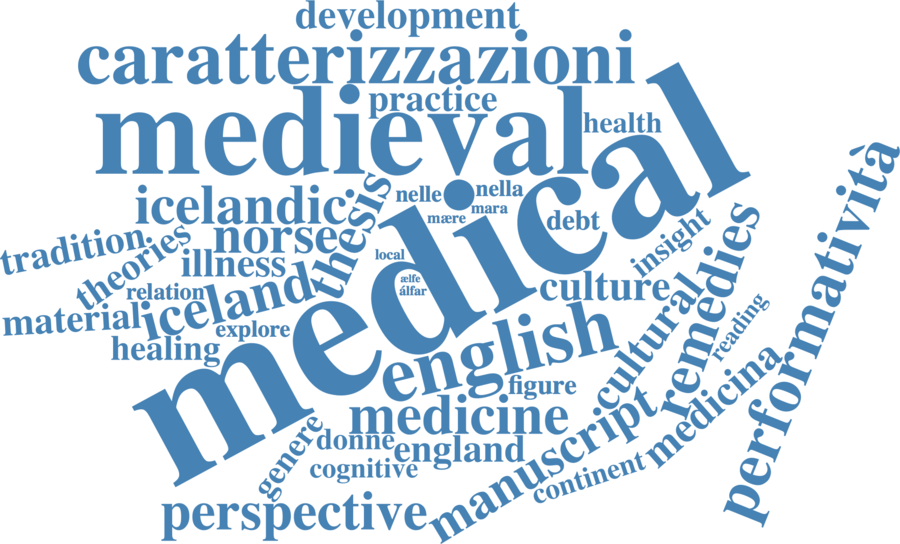 development
caratterizzazioni
practice
medieval
health
medical
performatività
icelandic
thesis
nelle
nella
mære
mara
debt
insight
remedies
tradition
theories
norse
illness
local
ælfe
álfar
culture
cultural
relation
material
iceland
explore
healing
english
reading
figure
medicina
medicine
manuscript
genere
donne
england
cognitive
continent
perspective